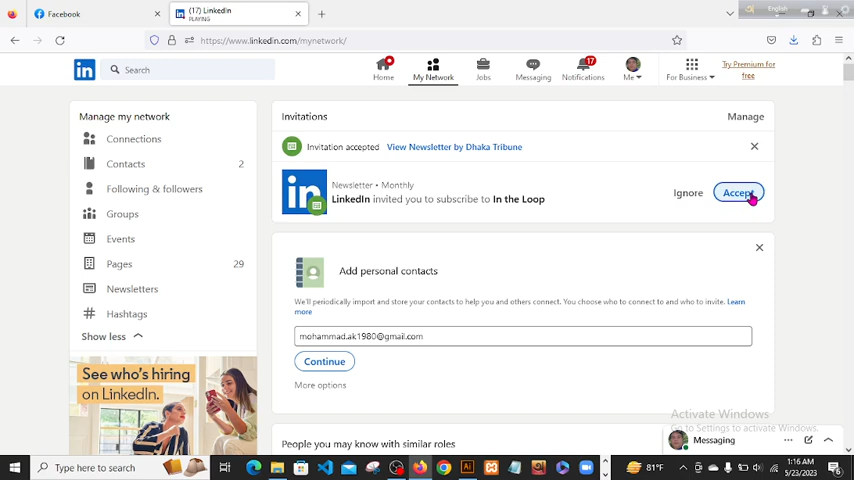 English
Facebook
(17) LinkedIn
PLAYING
https://www.linkedin.com/mynetwork/
in Search
Home
My Network
Jobs
Messaging
17
Notifications
Me
For Business
Try Premium for
free
Manage my network
Connections
Contacts 2
Following & followers
Groups
Events
Pages 29
Newsletters
Hashtags
Show less
See who's hiring
on LinkedIn.
Invitations Manage
Invitation accepted View Newsletter by Dhaka Tribune
in
Newsletter • Monthly
LinkedIn invited you to subscribe to In the Loop
Ignore Accept
Add personal contacts
We'll periodically import and store your contacts to help you and others connect. You choose who to connect to and who to invite. Learn
more
mohammad.ak1980@gmail.com
Continue
More options
People you may know with similar roles
Activate Windows
Go to Settings to activate Windows.
Messaging
Type here to search
81°F
1:16 AM
5/23/2023
6